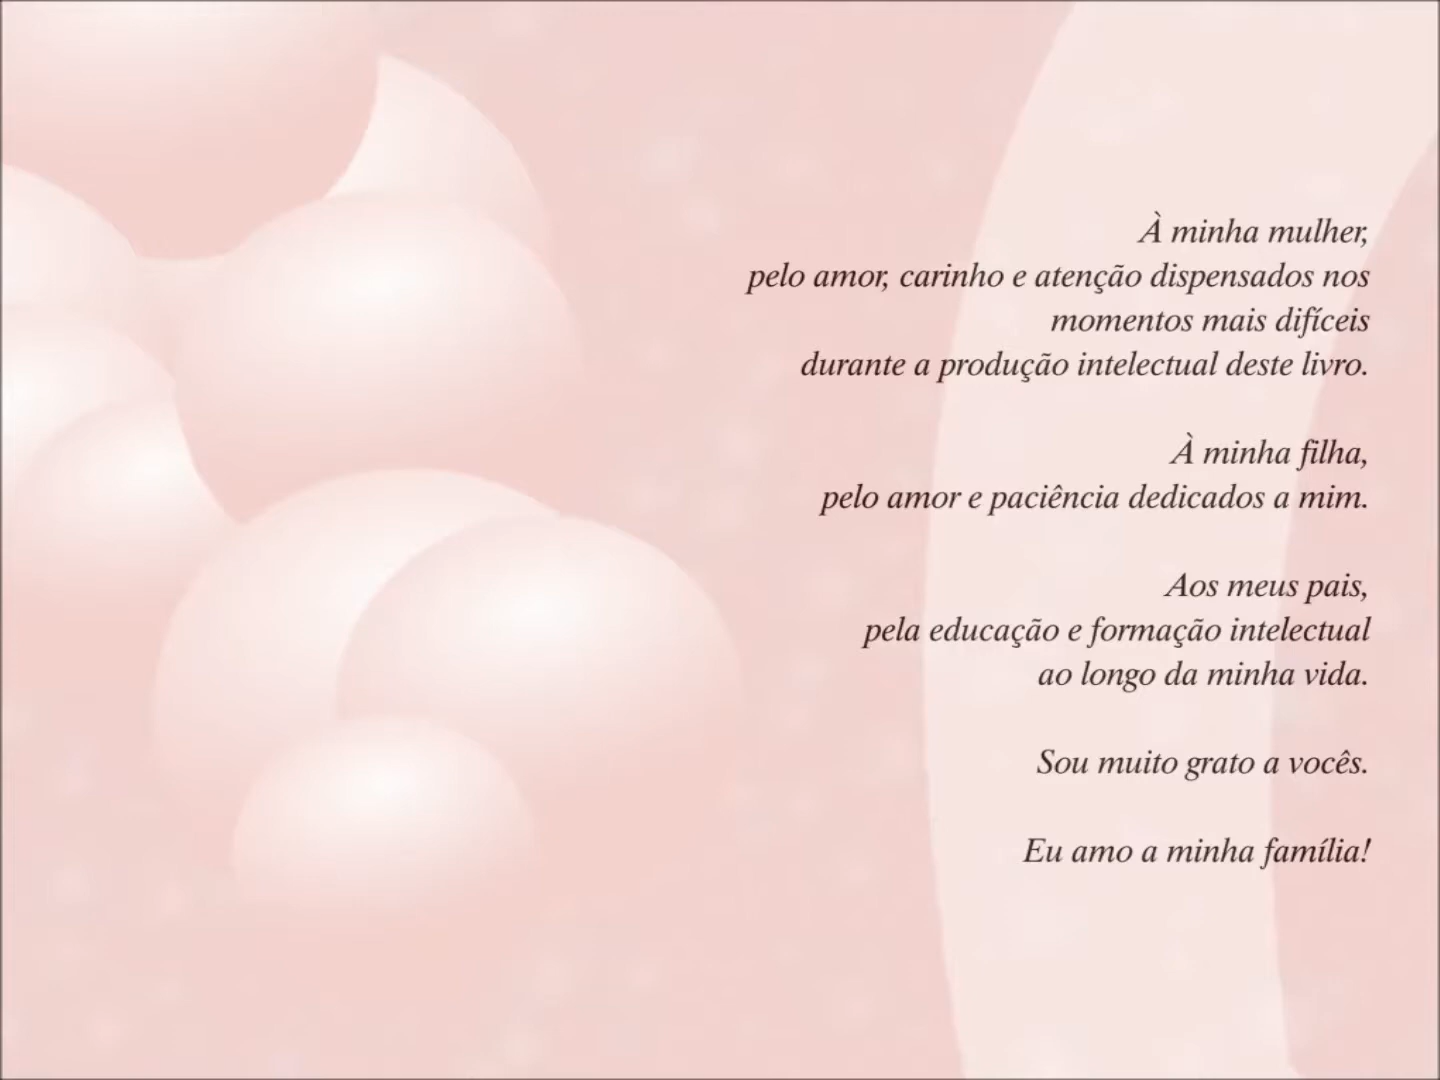 À minha mulher,
pelo amor, carinho e atenção dispensados nos
momentos mais difíceis
durante a produção intelectual deste livro.
À minha filha,
pelo amor e paciência dedicados a mim.
Aos meus pais,
pela educação e formação intelectual
ao longo da minha vida.
Sou muito grato a vocês.
Eu amo a minha família!